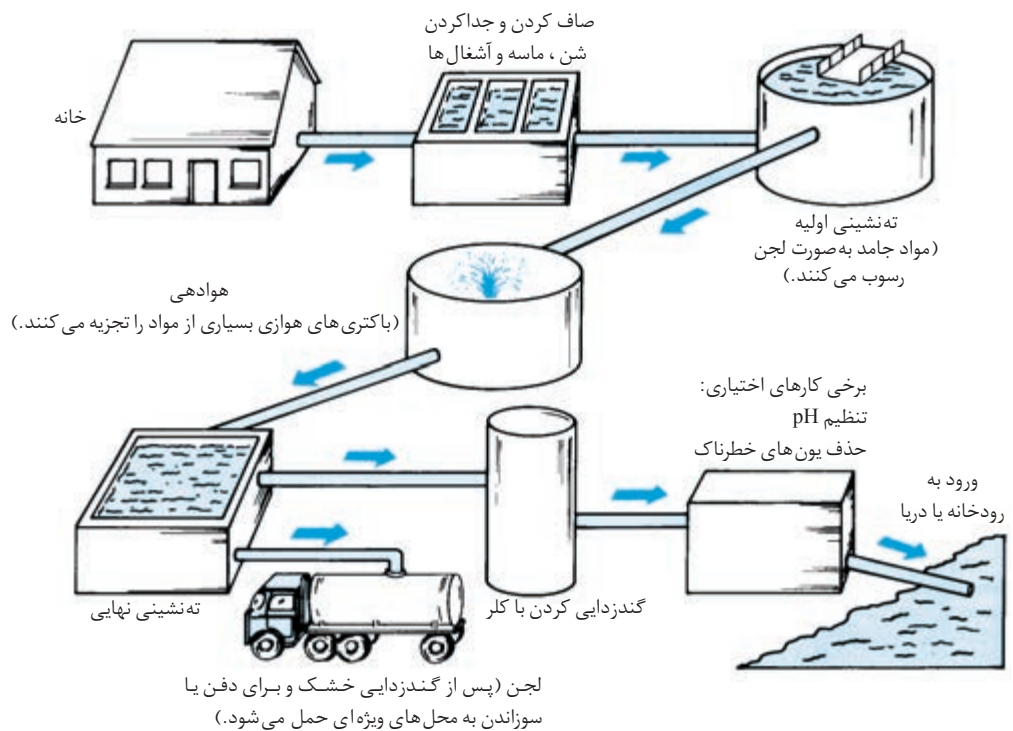 صاف کردن و جداکردن
شن ، ماسه و آشغال‌ها
خانه
ته‌نشینی اولیه
(مواد جامد به‌صورت لجن
رسوب می‌کنند.)
هوادهی
(باکتری‌های هوازی بسیاری از مواد را تجزیه می‌کنند.)
برخی کارهای اختیاری:
تنظیم pH
حذف یون‌های خطرناک
ورود به
رودخانه یا دریا
گندزدایی کردن با کلر
ته‌نشینی نهایی
لجن (پس از گندزدایی خشک و برای دفن یا
سوزاندن به محل‌های ویژه‌ای حمل می‌شود.)